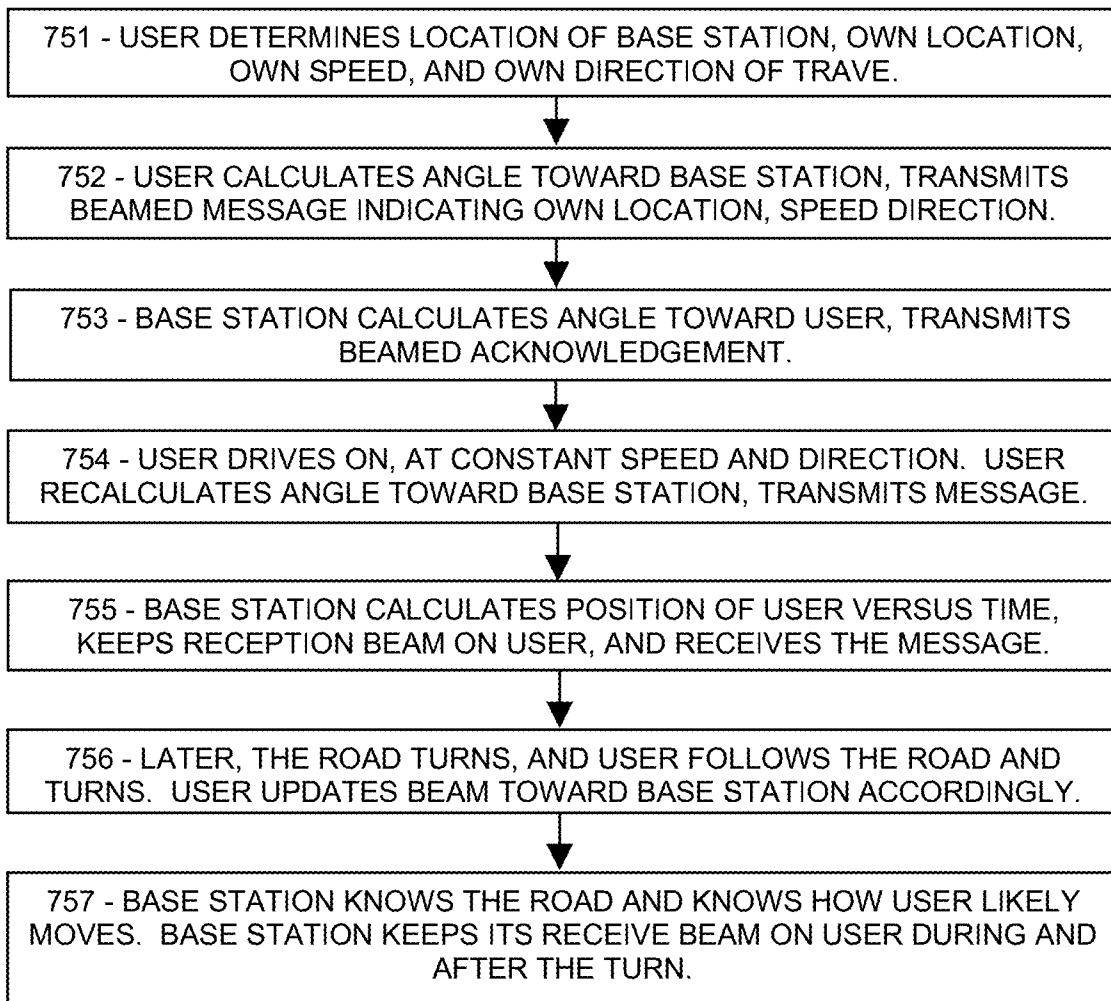 751 - USER DETERMINES LOCATION OF BASE STATION, OWN LOCATION,
OWN SPEED, AND OWN DIRECTION OF TRAVE.
752 - USER CALCULATES ANGLE TOWARD BASE STATION, TRANSMITS
BEAMED MESSAGE INDICATING OWN LOCATION, SPEED DIRECTION.
753 - BASE STATION CALCULATES ANGLE TOWARD USER, TRANSMITS
BEAMED ACKNOWLEDGEMENT.
754 - USER DRIVES ON, AT CONSTANT SPEED AND DIRECTION. USER
RECALCULATES ANGLE TOWARD BASE STATION, TRANSMITS MESSAGE.
755 - BASE STATION CALCULATES POSITION OF USER VERSUS TIME,
KEEPS RECEPTION BEAM ON USER, AND RECEIVES THE MESSAGE.
756 - LATER, THE ROAD TURNS, AND USER FOLLOWS THE ROAD AND
TURNS. USER UPDATES BEAM TOWARD BASE STATION ACCORDINGLY.
757 - BASE STATION KNOWS THE ROAD AND KNOWS HOW USER LIKELY
MOVES. BASE STATION KEEPS ITS RECEIVE BEAM ON USER DURING AND
AFTER THE TURN.